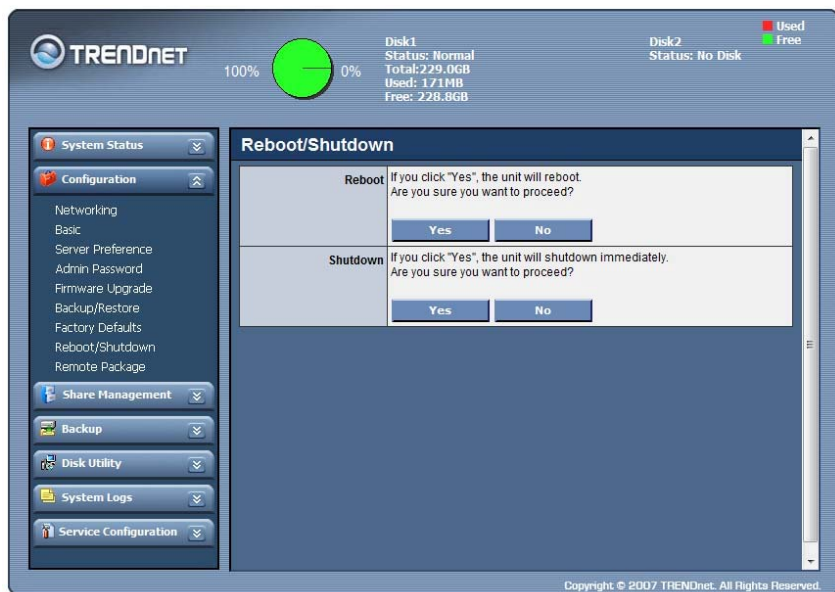 TRENDnet
100%
0%
Disk1
Status: Normal
Total:229.0GB
Used: 171MB
Free: 228.8GB
Disk2
Status: No Disk
Used
Free
System Status
Configuration
Networking
Basic
Server Preference
Admin Password
Firmware Upgrade
Backup/Restore
Factory Defaults
Reboot/Shutdown
Remote Package
Share Management
Backup
Disk Utility
System Logs
Service Configuration
Reboot/Shutdown
Reboot
If you click "Yes", the unit will reboot.
Are you sure you want to proceed?
Yes No
Shutdown
If you click "Yes", the unit will shutdown immediately.
Are you sure you want to proceed?
Yes No
Copyright © 2007 TRENDnet. All Rights Reserved.